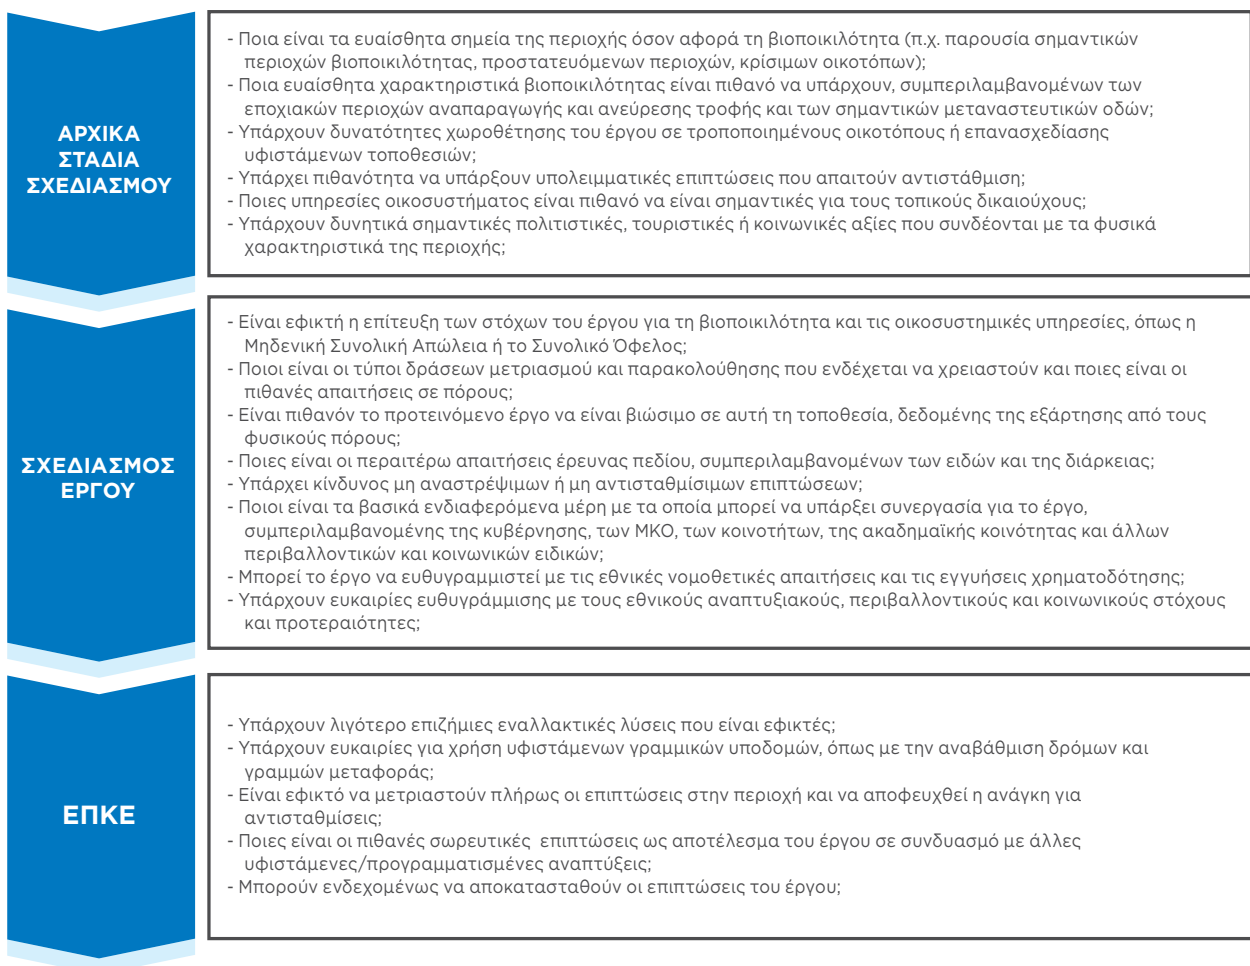 ΑΡΧΙΚΑ
ΣΤΑΔΙΑ
ΣΧΕΔΙΑΣΜΟΥ
- Ποια είναι τα ευαίσθητα σημεία της περιοχής όσον αφορά τη βιοποικιλότητα (π.χ. παρουσία σημαντικών
περιοχών βιοποικιλότητας, προστατευόμενων περιοχών, κρίσιμων οικοτόπων);
- Ποια ευαίσθητα χαρακτηριστικά βιοποικιλότητας είναι πιθανό να υπάρχουν, συμπεριλαμβανομένων των
εποχιακών περιοχών αναπαραγωγής και ανεύρεσης τροφής και των σημαντικών μεταναστευτικών οδών;
- Υπάρχουν δυνατότητες χωροθέτησης του έργου σε τροποποιημένους οικοτόπους ή επανασχεδίασης
υφιστάμενων τοποθεσιών;
- Υπάρχει πιθανότητα να υπάρξουν υπολειμματικές επιπτώσεις που απαιτούν αντιστάθμιση;
- Ποιες υπηρεσίες οικοσυστήματος είναι πιθανό να είναι σημαντικές για τους τοπικούς δικαιούχους;
- Υπάρχουν δυνητικά σημαντικές πολιτιστικές, τουριστικές ή κοινωνικές αξίες που συνδέονται με τα φυσικά
χαρακτηριστικά της περιοχής;
ΣΧΕΔΙΑΣΜΟΣ
ΕΡΓΟΥ
- Είναι εφικτή η επίτευξη των στόχων του έργου για τη βιοποικιλότητα και τις οικοσυστημικές υπηρεσίες, όπως η
Μηδενική Συνολική Απώλεια ή το Συνολικό Όφελος;
- Ποιοι είναι οι τύποι δράσεων μετριασμού και παρακολούθησης που ενδέχεται να χρειαστούν και ποιες είναι οι
πιθανές απαιτήσεις σε πόρους;
- Είναι πιθανόν το προτεινόμενο έργο να είναι βιώσιμο σε αυτή τη τοποθεσία, δεδομένης της εξάρτησης από τους
φυσικούς πόρους;
- Ποιες είναι οι περαιτέρω απαιτήσεις έρευνας πεδίου, συμπεριλαμβανομένων των ειδών και της διάρκειας;
- Υπάρχει κίνδυνος μη αναστρέψιμων ή μη αντισταθμίσιμων επιπτώσεων;
- Ποιοι είναι τα βασικά ενδιαφερόμενα μέρη με τα οποία μπορεί να υπάρξει συνεργασία για το έργο,
συμπεριλαμβανομένης της κυβέρνησης, των ΜΚΟ, των κοινοτήτων, της ακαδημαϊκής κοινότητας και άλλων
περιβαλλοντικών και κοινωνικών ειδικών;
- Μπορεί το έργο να ευθυγραμμιστεί με τις εθνικές νομοθετικές απαιτήσεις και τις εγγυήσεις χρηματοδότησης;
- Υπάρχουν ευκαιρίες ευθυγράμμισης με τους εθνικούς αναπτυξιακούς, περιβαλλοντικούς και κοινωνικούς στόχους
και προτεραιότητες;
ΕΠΚΕ
- Υπάρχουν λιγότερο επιζήμιες εναλλακτικές λύσεις που είναι εφικτές;
- Υπάρχουν ευκαιρίες για χρήση υφιστάμενων γραμμικών υποδομών, όπως με την αναβάθμιση δρόμων και
γραμμών μεταφοράς;
- Είναι εφικτό να μετριαστούν πλήρως οι επιπτώσεις στην περιοχή και να αποφευχθεί η ανάγκη για
αντισταθμίσεις;
- Ποιες είναι οι πιθανές σωρευτικές επιπτώσεις ως αποτέλεσμα του έργου σε συνδυασμό με άλλες
υφιστάμενες/προγραμματισμένες αναπτύξεις;
- Μπορούν ενδεχομένως να αποκατασταθούν οι επιπτώσεις του έργου;